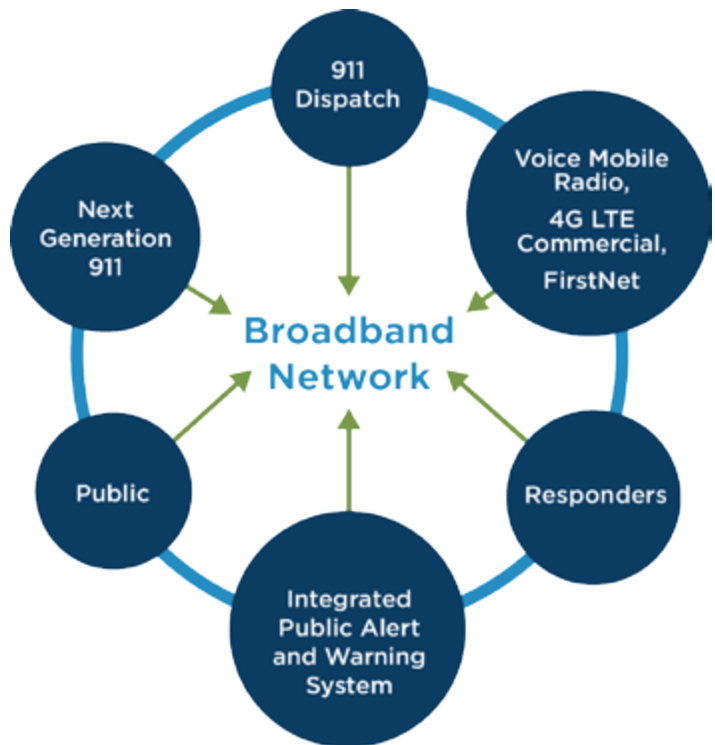 911
Dispatch
Voice Mobile
Radio,
4G LTE
Commercial,
FirstNet
Next
Generation
911
Broadband
Network
Public
Responders
Integrated
Public Alert
and Warning
System